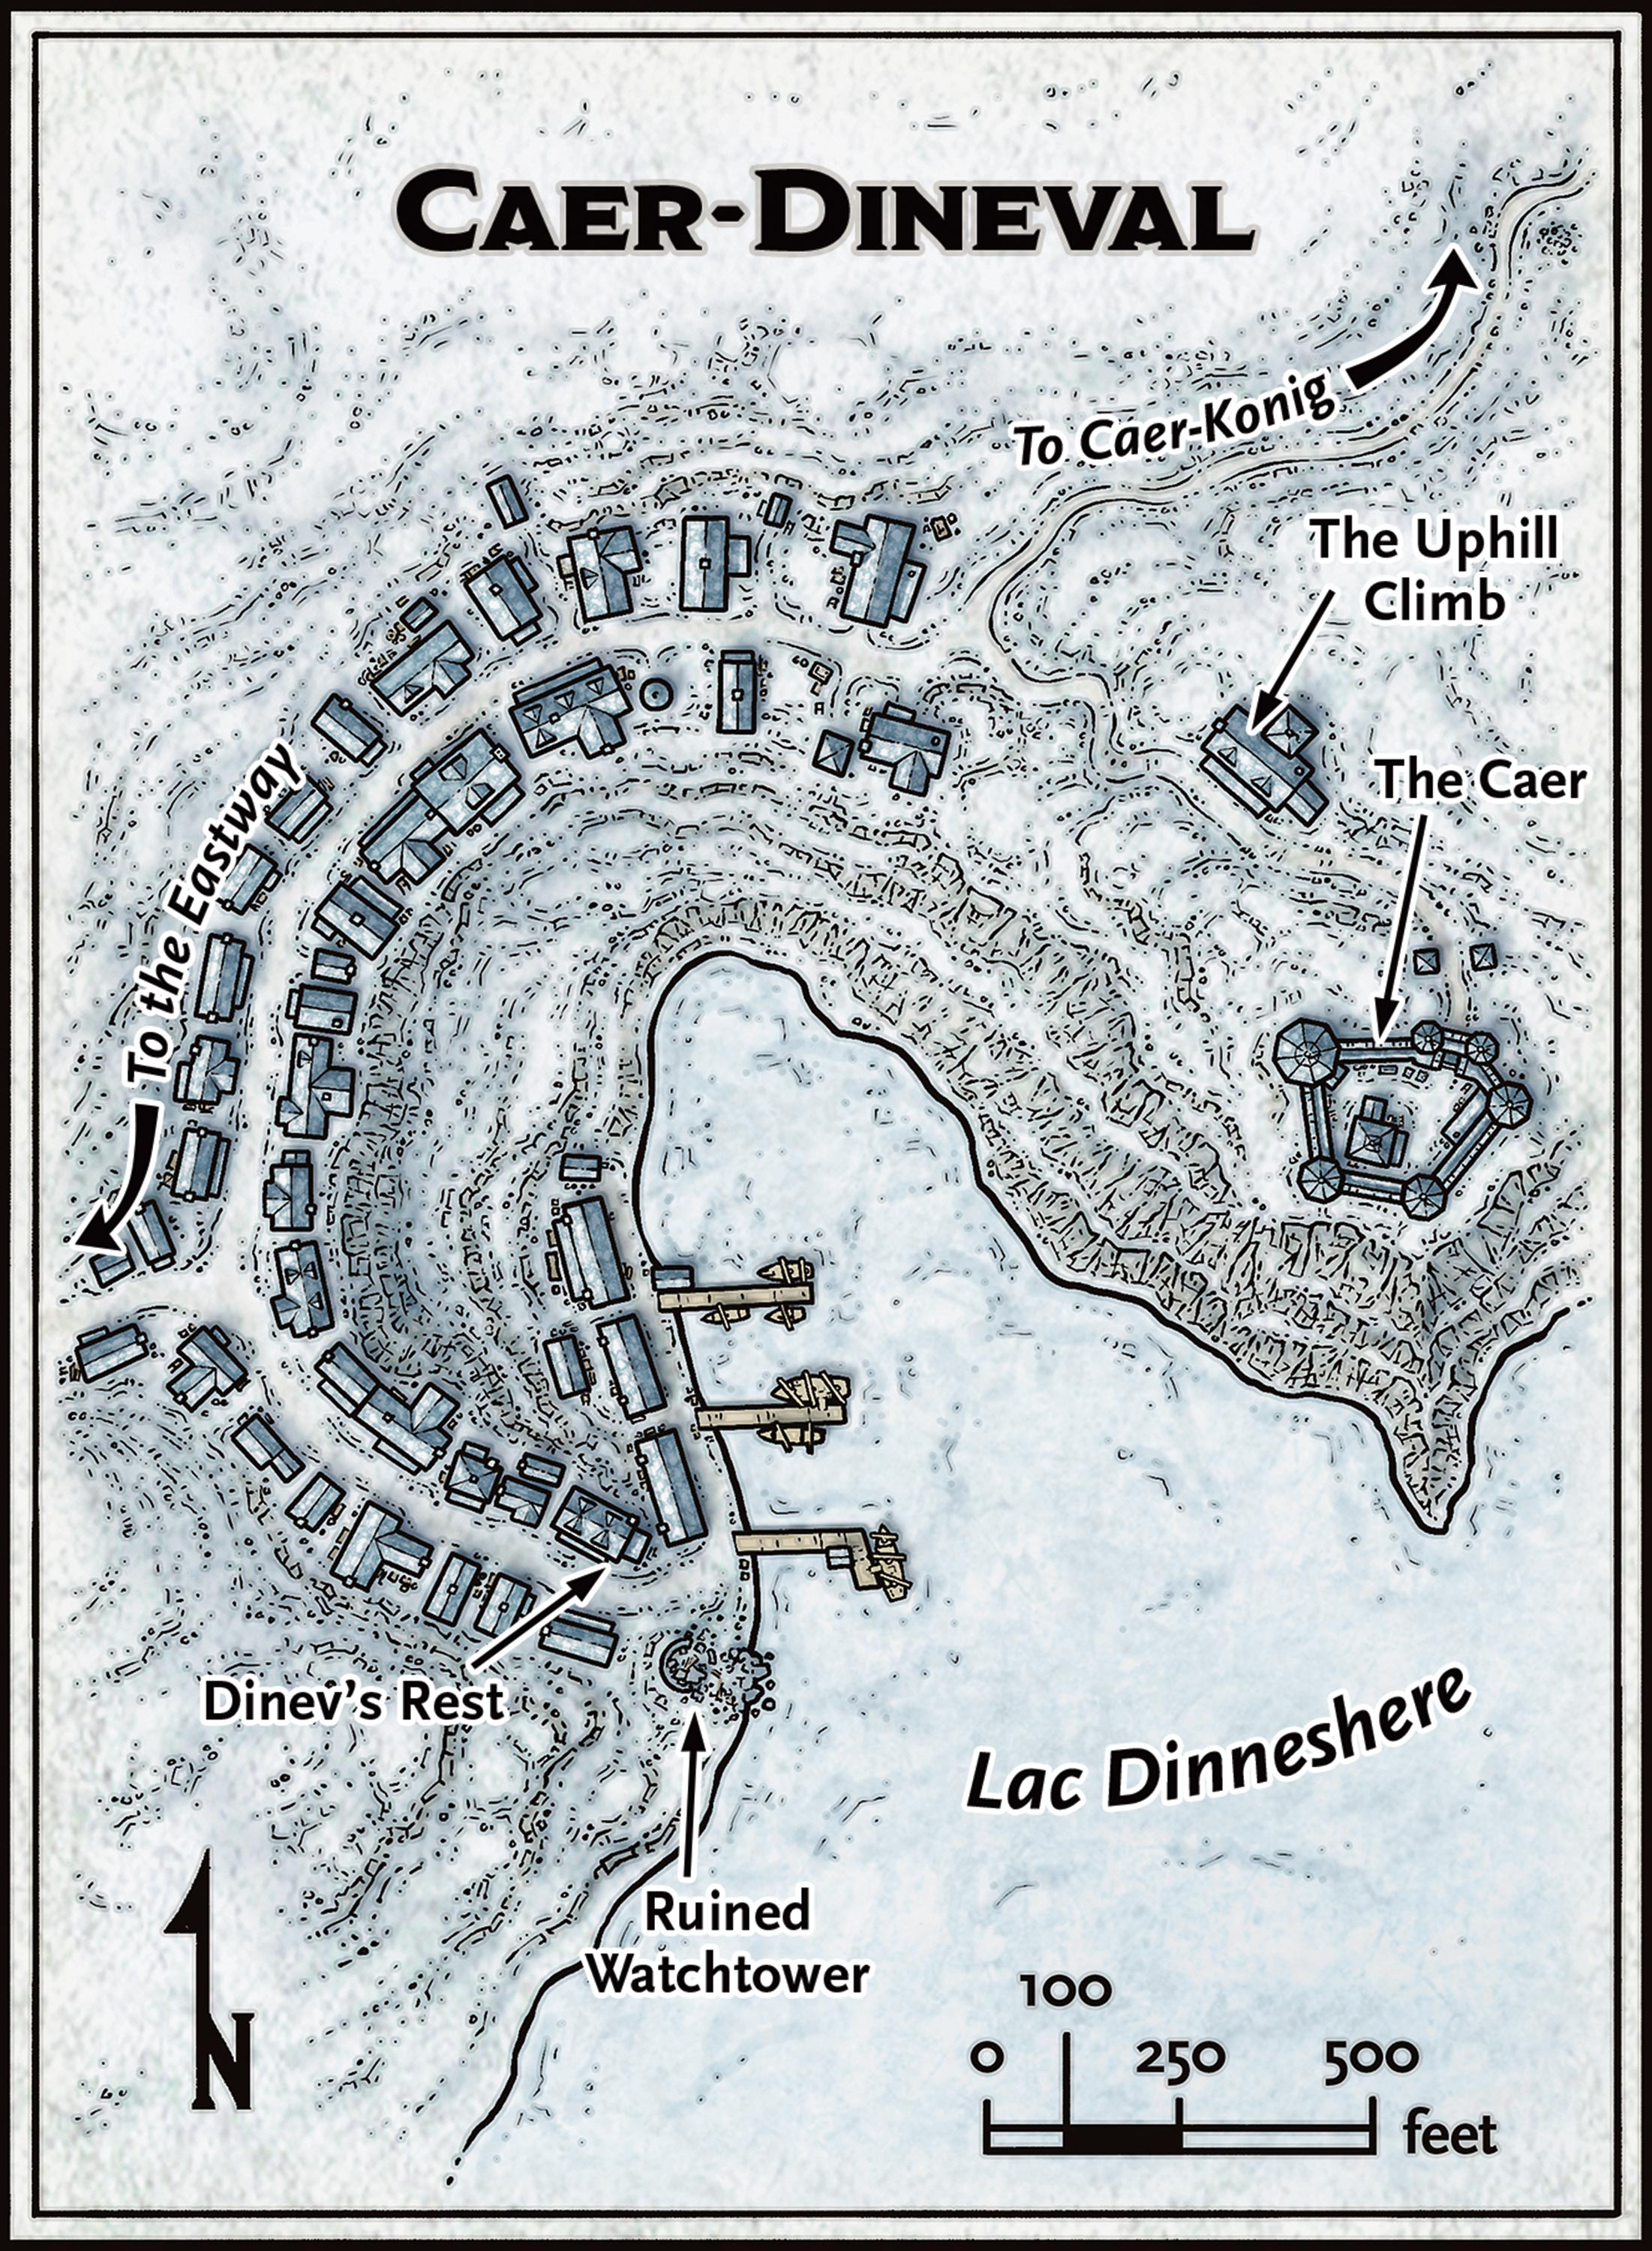 CAER-DINEVAL
To Caer-Konig
The Uphill
Climb
The Caer
To the Eastway
Dinev's Rest
Lac Dinneshere
Ruined
Watchtower
N
100
0 250 500
feet